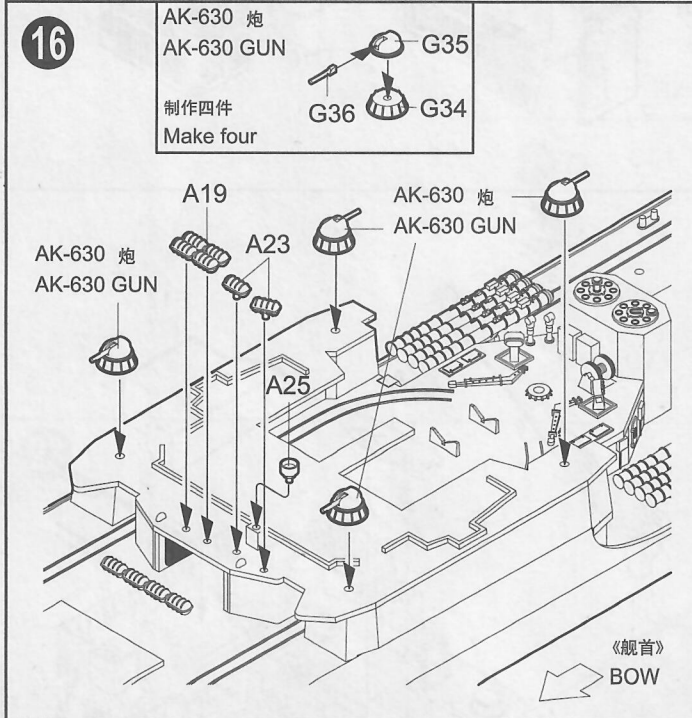 16
AK-630 炮
AK-630 GUN
G35
G36
G34
制作四件
Make four
A19
A23
AK-630 炮
AK-630 GUN
AK-630 炮
AK-630 GUN
A25
《舰首》
BOW